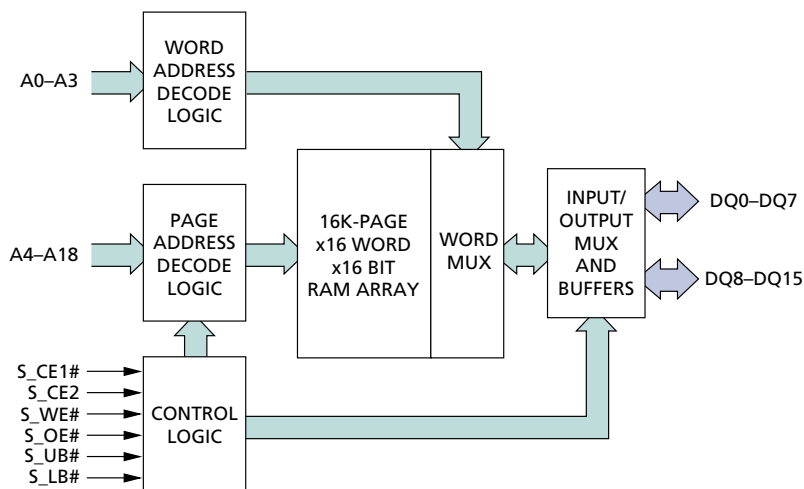 WORD
ADDRESS
DECODE
LOGIC
A0–A3
PAGE
ADDRESS
DECODE
LOGIC
A4–A18
16K-PAGE
x16 WORD
x16 BIT
RAM ARRAY
WORD
MUX
INPUT/
OUTPUT
MUX
AND
BUFFERS
DQ0–DQ7
DQ8–DQ15
S_CE1#
S_CE2
S_WE#
S_OE#
S_UB#
S_LB#
CONTROL
LOGIC